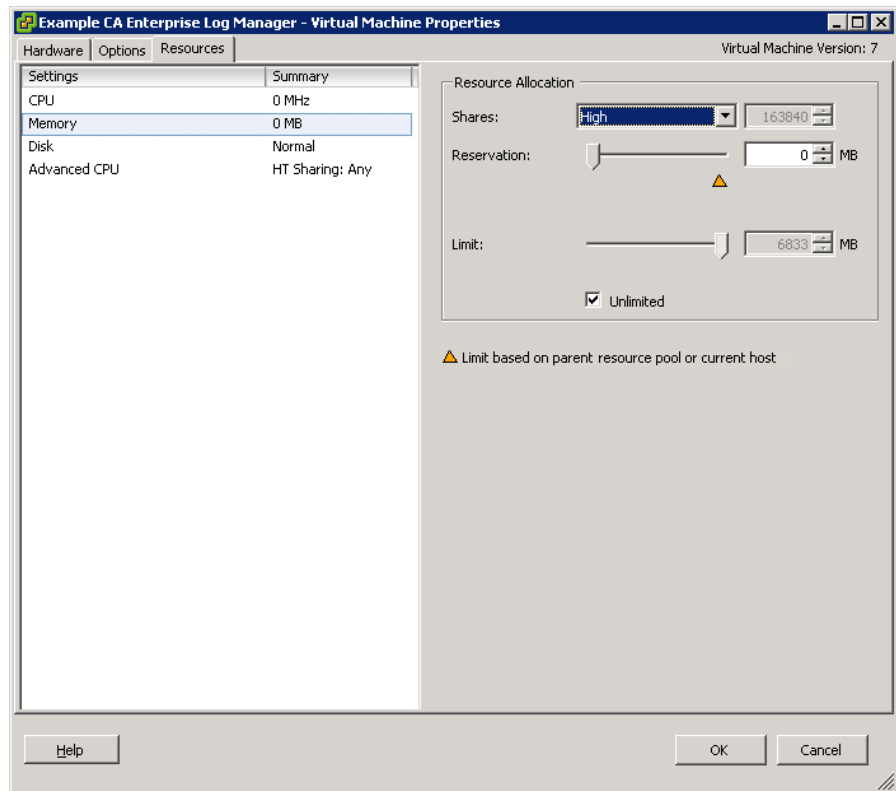 Example CA Enterprise Log Manager - Virtual Machine Properties
Hardware Options Resources Virtual Machine Version: 7
Settings Summary
CPU 0 MHz
Memory 0 MB
Disk Normal
Advanced CPU HT Sharing: Any
Resource Allocation
Shares: High 163840
Reservation: 0 MB
Limit: 6833 MB
Unlimited
Limit based on parent resource pool or current host
Help OK Cancel